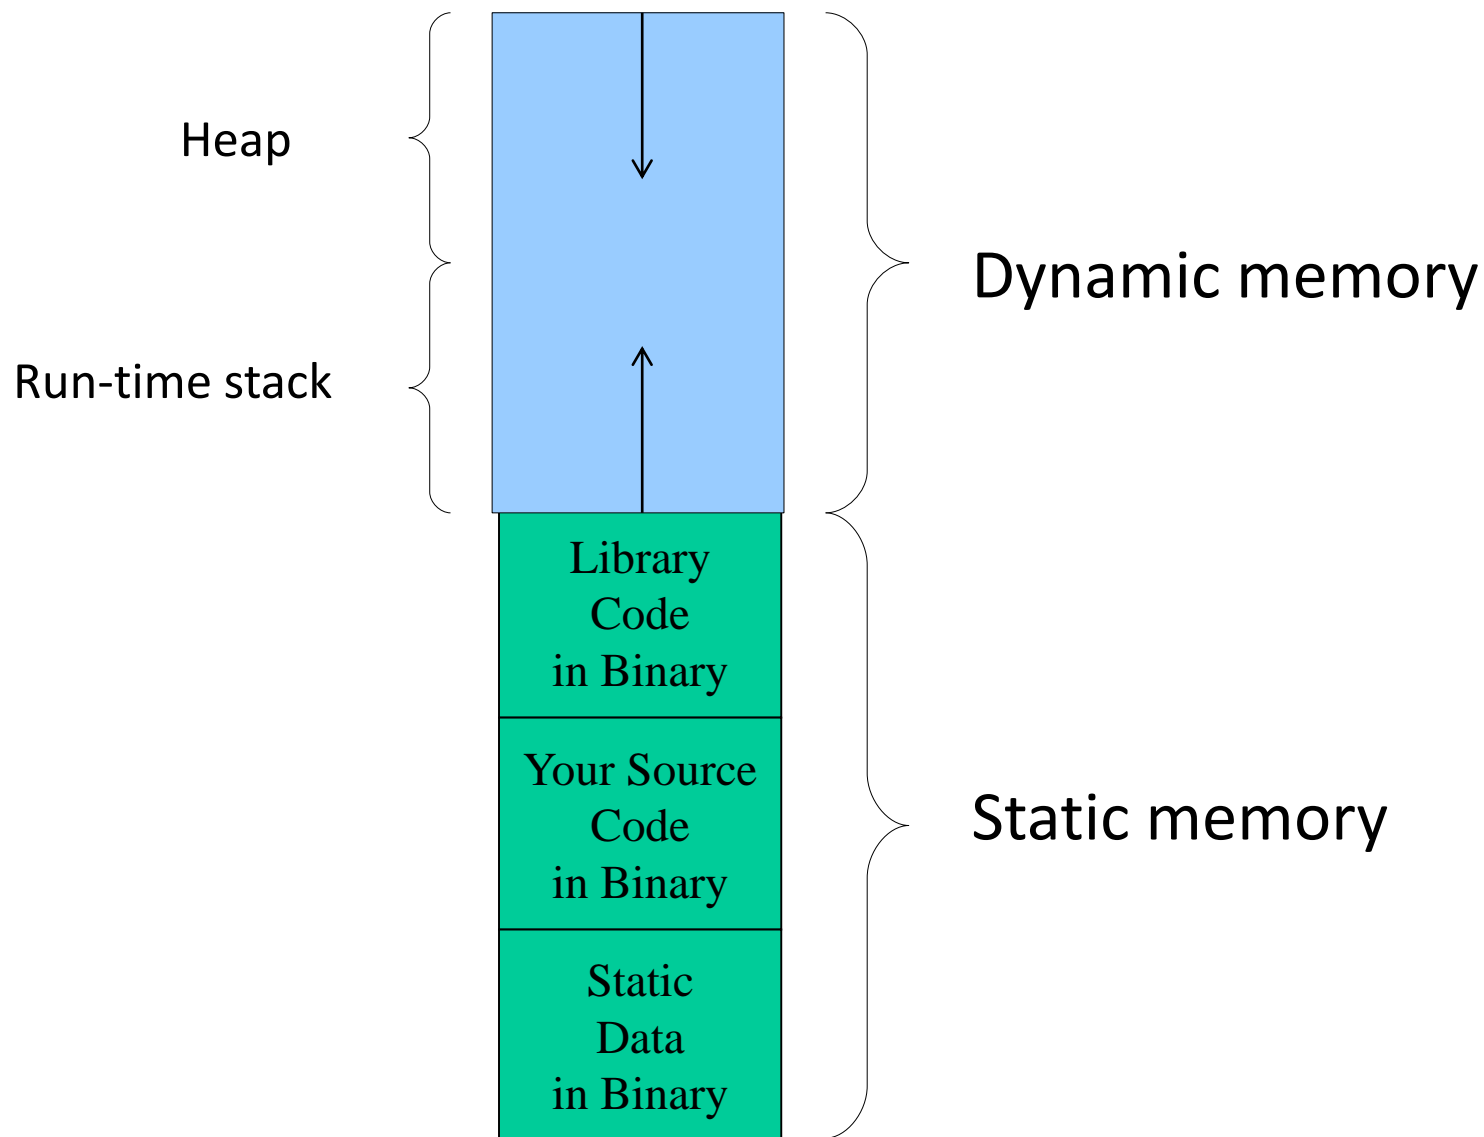 Heap
Dynamic memory
Run-time stack
Library
Code
in Binary
Your Source
Code
in Binary
Static memory
Static
Data
in Binary